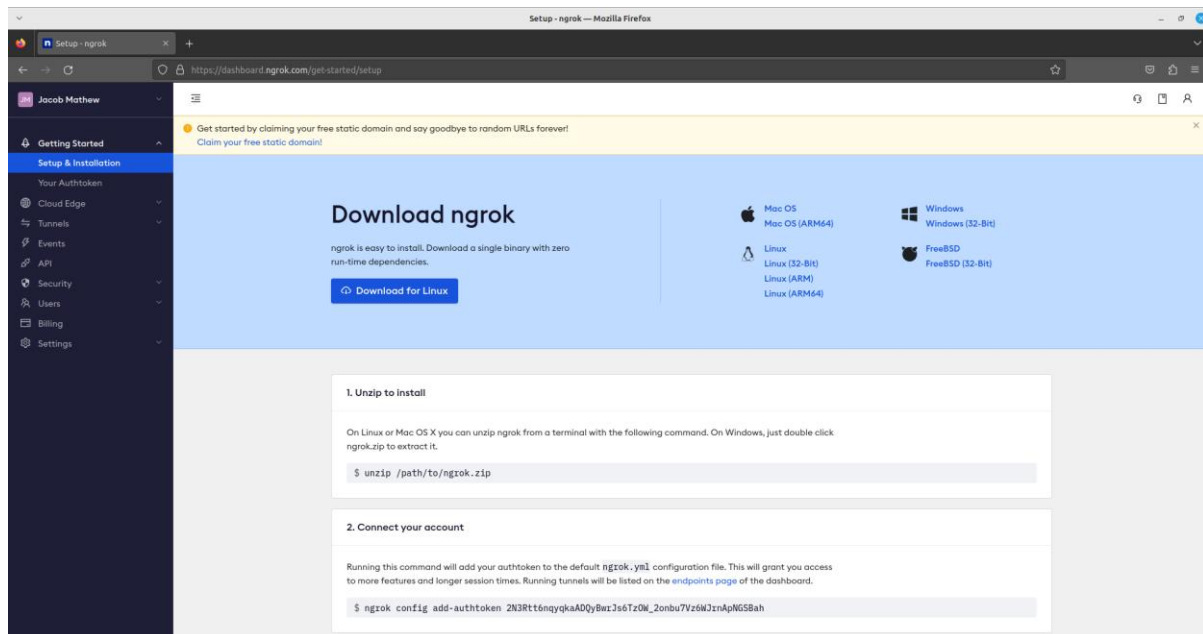 Setup - ngrok — Mozilla Firefox
Setup - ngrok
https://dashboard.ngrok.com/get-started/setup
JM Jacob Mathew
Getting Started
Setup & Installation
Your Authtoken
Cloud Edge
Tunnels
Events
API
Security
Users
Billing
Settings
Get started by claiming your free static domain and say goodbye to random URLs forever!
Claim your free static domain!
Download ngrok
ngrok is easy to install. Download a single binary with zero
run-time dependencies.
Download for Linux
Mac OS
Mac OS (ARM64)
Linux
Linux (32-Bit)
Linux (ARM)
Linux (ARM64)
Windows
Windows (32-Bit)
FreeBSD
FreeBSD (32-Bit)
1. Unzip to install
On Linux or Mac OS X you can unzip ngrok from a terminal with the following command. On Windows, just double click
ngrok.zip to extract it.
$ unzip /path/to/ngrok.zip
2. Connect your account
Running this command will add your authtoken to the default ngrok.yml configuration file. This will grant you access
to more features and longer session times. Running tunnels will be listed on the endpoints page of the dashboard.
$ ngrok config add-authtoken 2N3Rtt6nqyqkaADQyBwrJs6TzOW_2onbu7Vz6WJrnApNGSBah